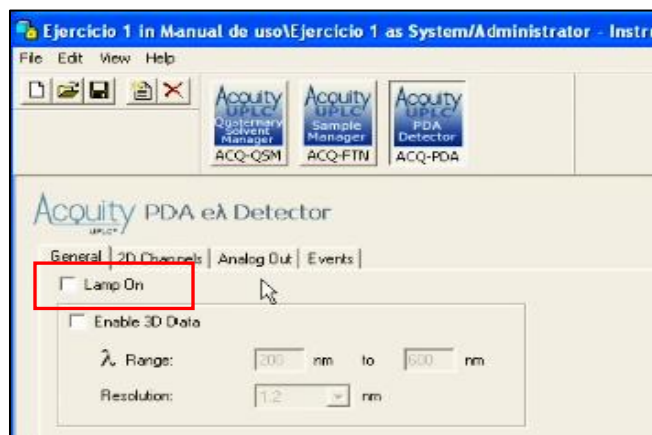 Ejercicio 1 in Manual de uso\Ejercicio 1 as System/Administrator - Instr
File Edit View Help
Acquity UPLC Quaternary Solvent Manager ACQ-QSM
Acquity UPLC Sample Manager ACQ-FTN
Acquity UPLC PDA Detector ACQ-PDA
Acquity UPLC PDA eλ Detector
General 2D Channels Analog Out Events
Lamp On
Enable 3D Data
λ Range: 200 nm to 600 nm
Resolution: 1.2 nm